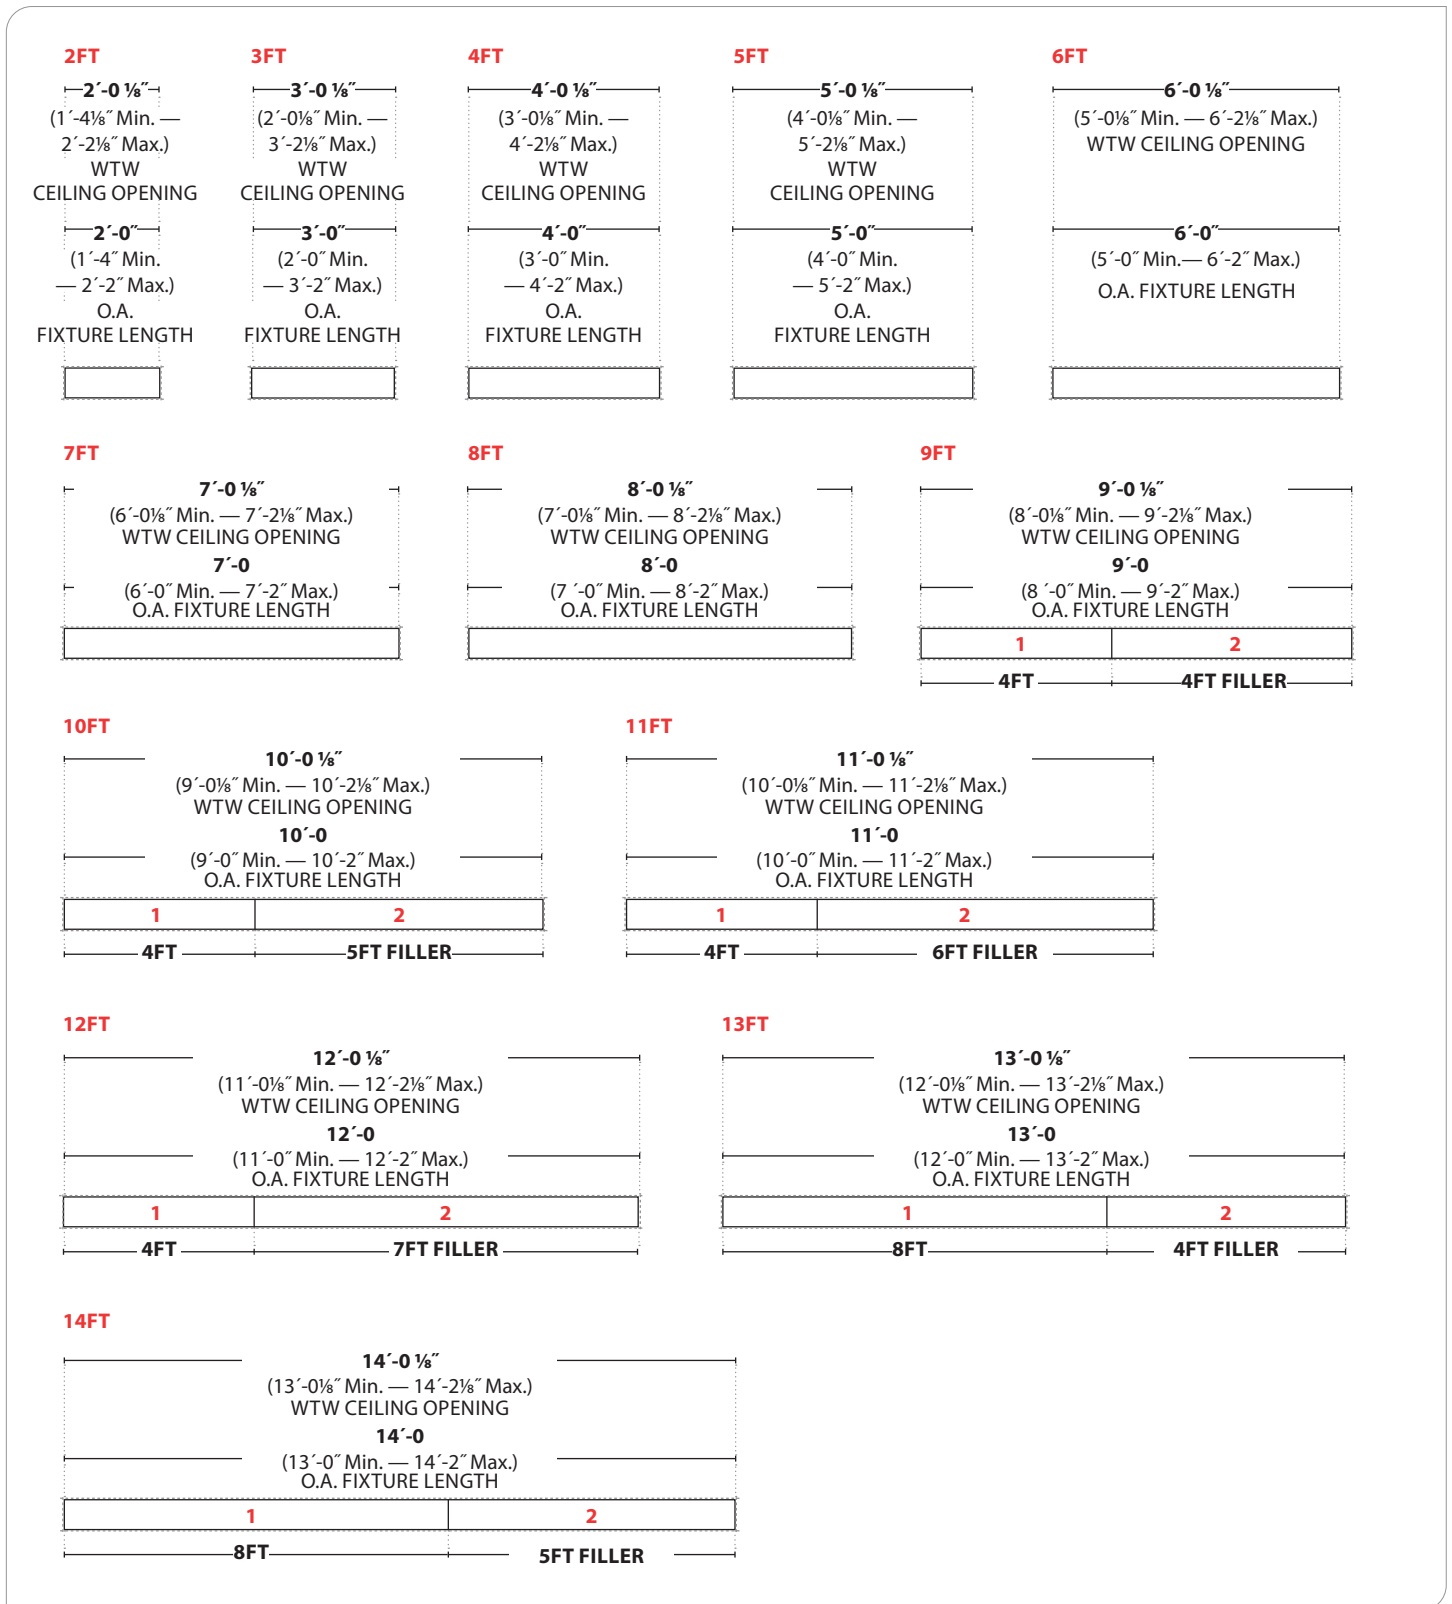 2FT
2´-0 ⅛˝
(1´-4⅛˝ Min. —
2´-2⅛˝ Max.)
WTW
CEILING OPENING
2´-0˝
(1´-4˝ Min.
— 2´-2˝ Max.)
O.A.
FIXTURE LENGTH
3FT
3´-0 ⅛˝
(2´-0⅛˝ Min. —
3´-2⅛˝ Max.)
WTW
CEILING OPENING
3´-0˝
(2´-0˝ Min.
— 3´-2˝ Max.)
O.A.
FIXTURE LENGTH
4FT
4´-0 ⅛˝
(3´-0⅛˝ Min. —
4´-2⅛˝ Max.)
WTW
CEILING OPENING
4´-0˝
(3´-0˝ Min.
— 4´-2˝ Max.)
O.A.
FIXTURE LENGTH
5FT
5´-0 ⅛˝
(4´-0⅛˝ Min. —
5´-2⅛˝ Max.)
WTW
CEILING OPENING
5´-0˝
(4´-0˝ Min.
— 5´-2˝ Max.)
O.A.
FIXTURE LENGTH
6FT
6´-0 ⅛˝
(5´-0⅛˝ Min. — 6´-2⅛˝ Max.)
WTW CEILING OPENING
6´-0˝
(5´-0˝ Min.— 6´-2˝ Max.)
O.A. FIXTURE LENGTH
7FT
7´-0 ⅛˝
(6´-0⅛˝ Min. — 7´-2⅛˝ Max.)
WTW CEILING OPENING
7´-0
(6´-0˝ Min. — 7´-2˝ Max.)
O.A. FIXTURE LENGTH
8FT
8´-0 ⅛˝
(7´-0⅛˝ Min. — 8´-2⅛˝ Max.)
WTW CEILING OPENING
8´-0
(7 ´-0˝ Min. — 8´-2˝ Max.)
O.A. FIXTURE LENGTH
9FT
9´-0 ⅛˝
(8´-0⅛˝ Min. — 9´-2⅛˝ Max.)
WTW CEILING OPENING
9´-0
(8 ´-0˝ Min. — 9´-2˝ Max.)
O.A. FIXTURE LENGTH
1 2
4FT 4FT FILLER
10FT
10´-0 ⅛˝
(9´-0⅛˝ Min. — 10´-2⅛˝ Max.)
WTW CEILING OPENING
10´-0
(9´-0˝ Min. — 10´-2˝ Max.)
O.A. FIXTURE LENGTH
1 2
4FT 5FT FILLER
11FT
11´-0 ⅛˝
(10´-0⅛˝ Min. — 11´-2⅛˝ Max.)
WTW CEILING OPENING
11´-0
(10´-0˝ Min. — 11´-2˝ Max.)
O.A. FIXTURE LENGTH
1 2
4FT 6FT FILLER
12FT
12´-0 ⅛˝
(11´-0⅛˝ Min. — 12´-2⅛˝ Max.)
WTW CEILING OPENING
12´-0
(11´-0˝ Min. — 12´-2˝ Max.)
O.A. FIXTURE LENGTH
1 2
4FT 7FT FILLER
13FT
13´-0 ⅛˝
(12´-0⅛˝ Min. — 13´-2⅛˝ Max.)
WTW CEILING OPENING
13´-0
(12´-0˝ Min. — 13´-2˝ Max.)
O.A. FIXTURE LENGTH
1 2
8FT 4FT FILLER
14FT
14´-0 ⅛˝
(13´-0⅛˝ Min. — 14´-2⅛˝ Max.)
WTW CEILING OPENING
14´-0
(13´-0˝ Min. — 14´-2˝ Max.)
O.A. FIXTURE LENGTH
1 2
8FT 5FT FILLER